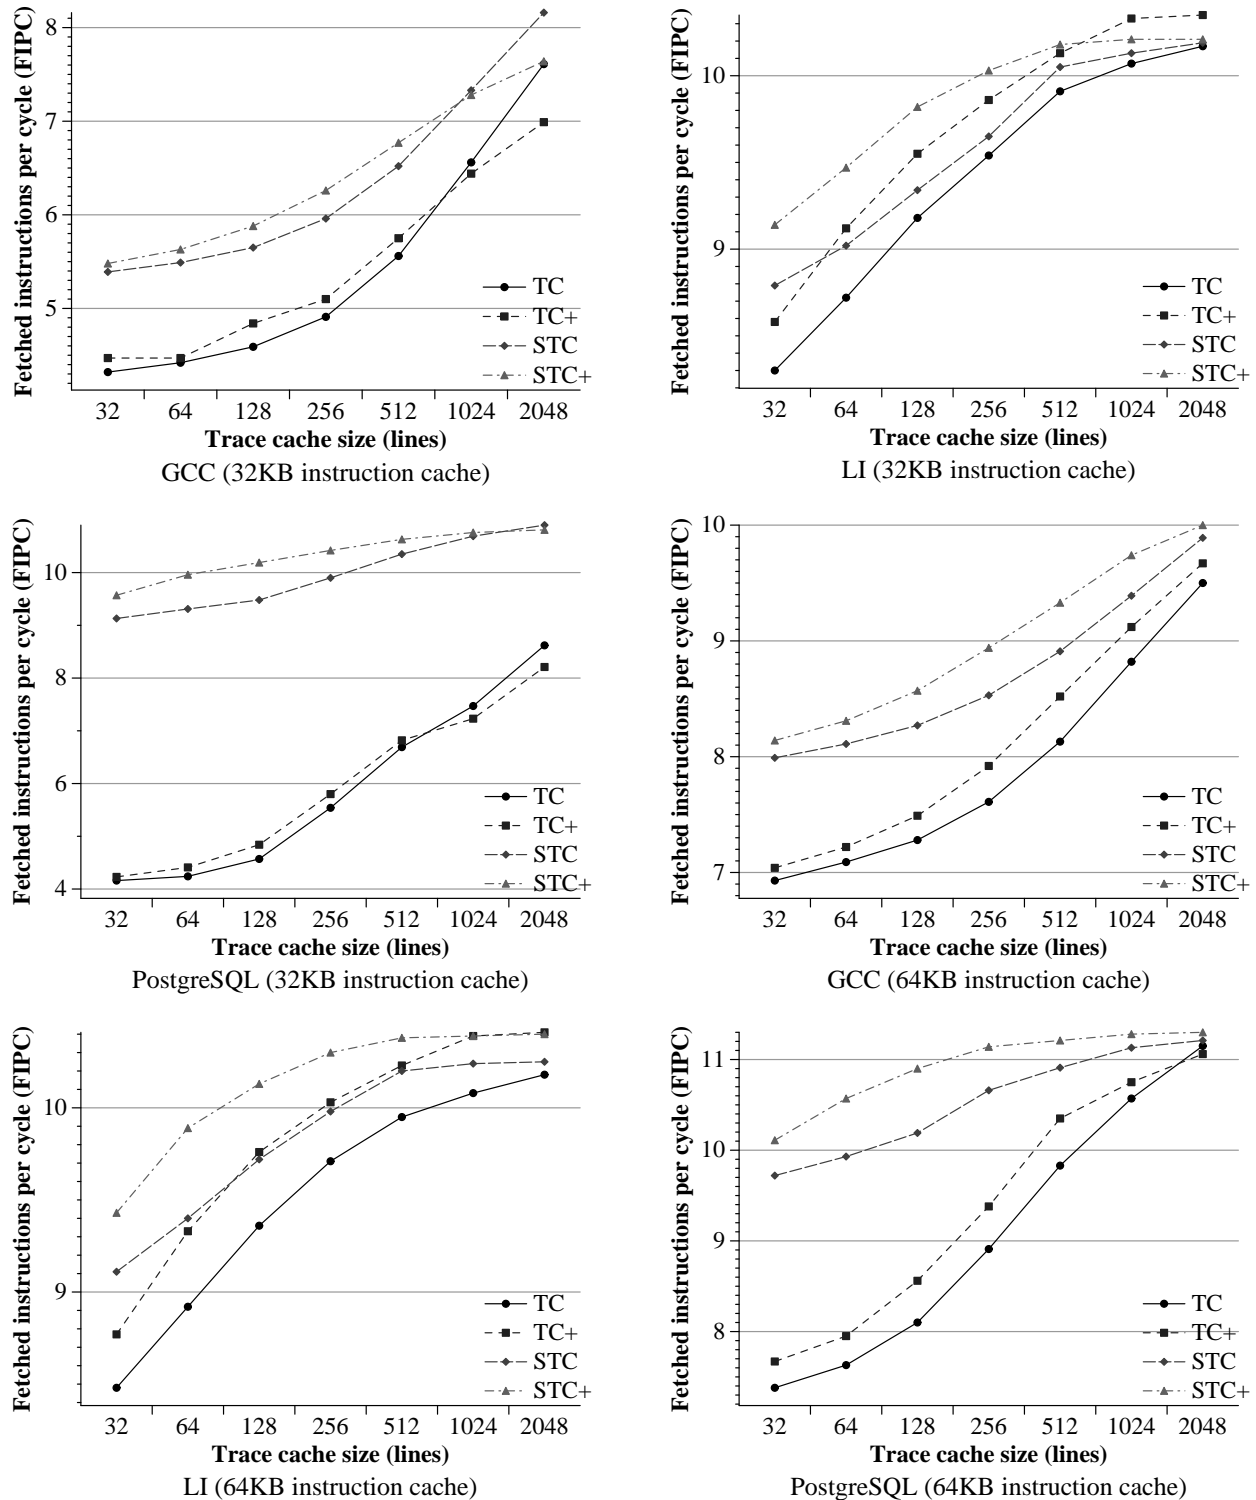 Fetched instructions per cycle (FIPC)
8
7
6
5
TC
TC+
STC
STC+
32 64 128 256 512 1024 2048
Trace cache size (lines)
GCC (32KB instruction cache)
Fetched instructions per cycle (FIPC)
10
9
TC
TC+
STC
STC+
32 64 128 256 512 1024 2048
Trace cache size (lines)
LI (32KB instruction cache)
Fetched instructions per cycle (FIPC)
10
8
6
4
TC
TC+
STC
STC+
32 64 128 256 512 1024 2048
Trace cache size (lines)
PostgreSQL (32KB instruction cache)
Fetched instructions per cycle (FIPC)
10
9
8
7
TC
TC+
STC
STC+
32 64 128 256 512 1024 2048
Trace cache size (lines)
GCC (64KB instruction cache)
Fetched instructions per cycle (FIPC)
10
9
TC
TC+
STC
STC+
32 64 128 256 512 1024 2048
Trace cache size (lines)
LI (64KB instruction cache)
Fetched instructions per cycle (FIPC)
11
10
9
8
TC
TC+
STC
STC+
32 64 128 256 512 1024 2048
Trace cache size (lines)
PostgreSQL (64KB instruction cache)